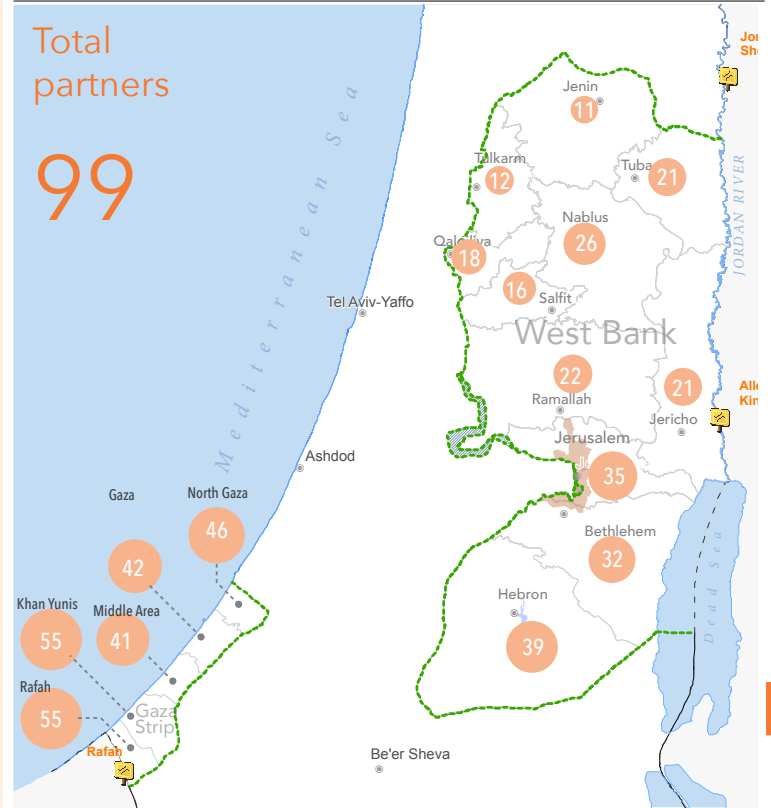 Total
partners
99
Mediterranean Sea
Jenin
11
Tulkarm
12
21
JORDAN RIVER
Nablus
26
18
16
Salfit
Tel Aviv-Yaffo
West Bank
22
21
Ramallah
Jericho
Jerusalem
35
Ashdod
Gaza
North Gaza
46
42
Bethlehem
32
Dead Sea
Khan Yunis
Middle Area
55
41
Hebron
39
Rafah
55
Gaza
Strip
Rafah
Be'er Sheva